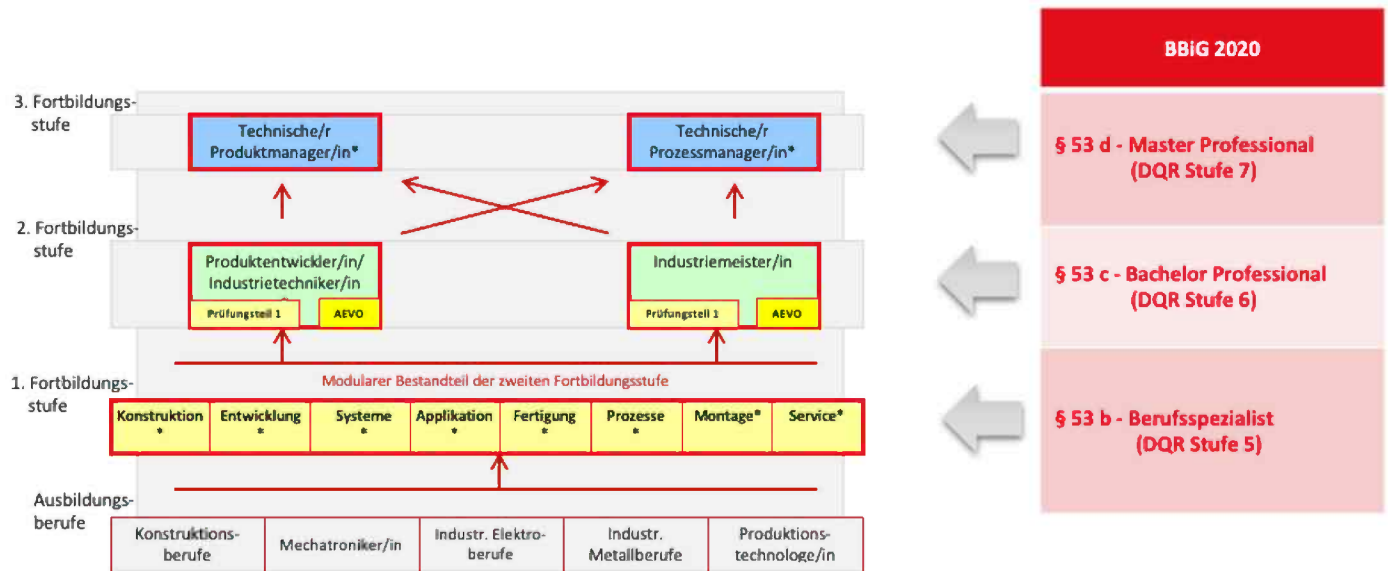 BBiG 2020
3. Fortbildungs-
stufe
Technische/r
Produktmanager/in*
Technische/r
Prozessmanager/in*
§ 53 d - Master Professional
(DQR Stufe 7)
2. Fortbildungs-
stufe
Produktentwickler/in/
Industrietechniker/in
*
Prüfungsteil 1
AEVO
Industriemeister/in
Prüfungsteil 1
AEVO
§ 53 c - Bachelor Professional
(DQR Stufe 6)
1. Fortbildungs-
stufe
Modularer Bestandteil der zweiten Fortbildungsstufe
Konstruktion
*
Entwicklung
*
Systeme
*
Applikation
*
Fertigung
*
Prozesse
*
Montage*
Service*
§ 53 b - Berufsspezialist
(DQR Stufe 5)
Ausbildungs-
berufe
Konstruktions-
berufe
Mechatroniker/in
Industr. Elektro-
berufe
Industr.
Metallberufe
Produktions-
technologe/in